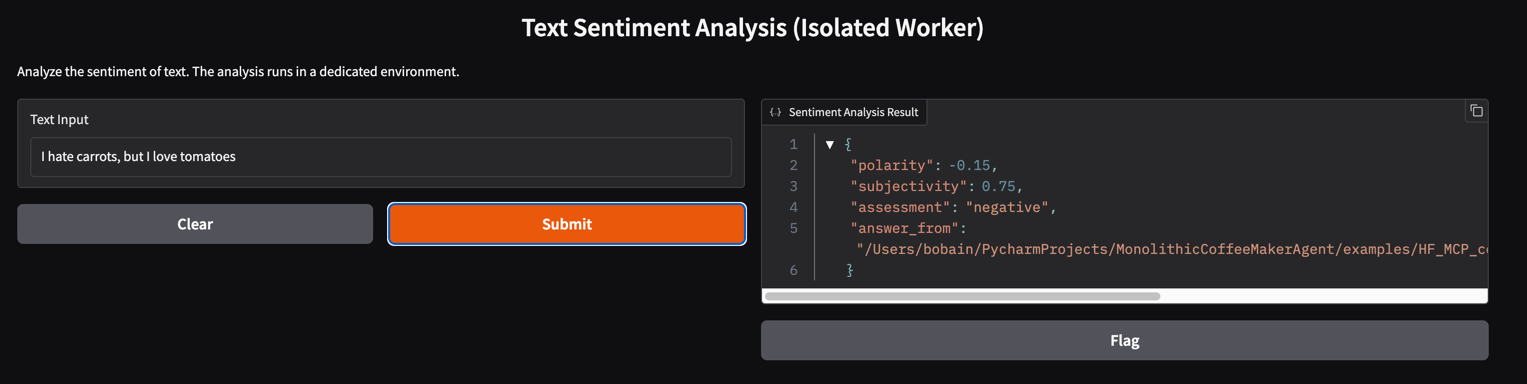 Text Sentiment Analysis (Isolated Worker)
Analyze the sentiment of text. The analysis runs in a dedicated environment.
Text Input
I hate carrots, but I love tomatoes
Clear
Submit
{·} Sentiment Analysis Result
1 ▼ {
2 "polarity": -0.15,
3 "subjectivity": 0.75,
4 "assessment": "negative",
5 "answer_from":
"/Users/bobain/PycharmProjects/MonolithicCoffeeMakerAgent/examples/HF_MCP_c
6 }
Flag